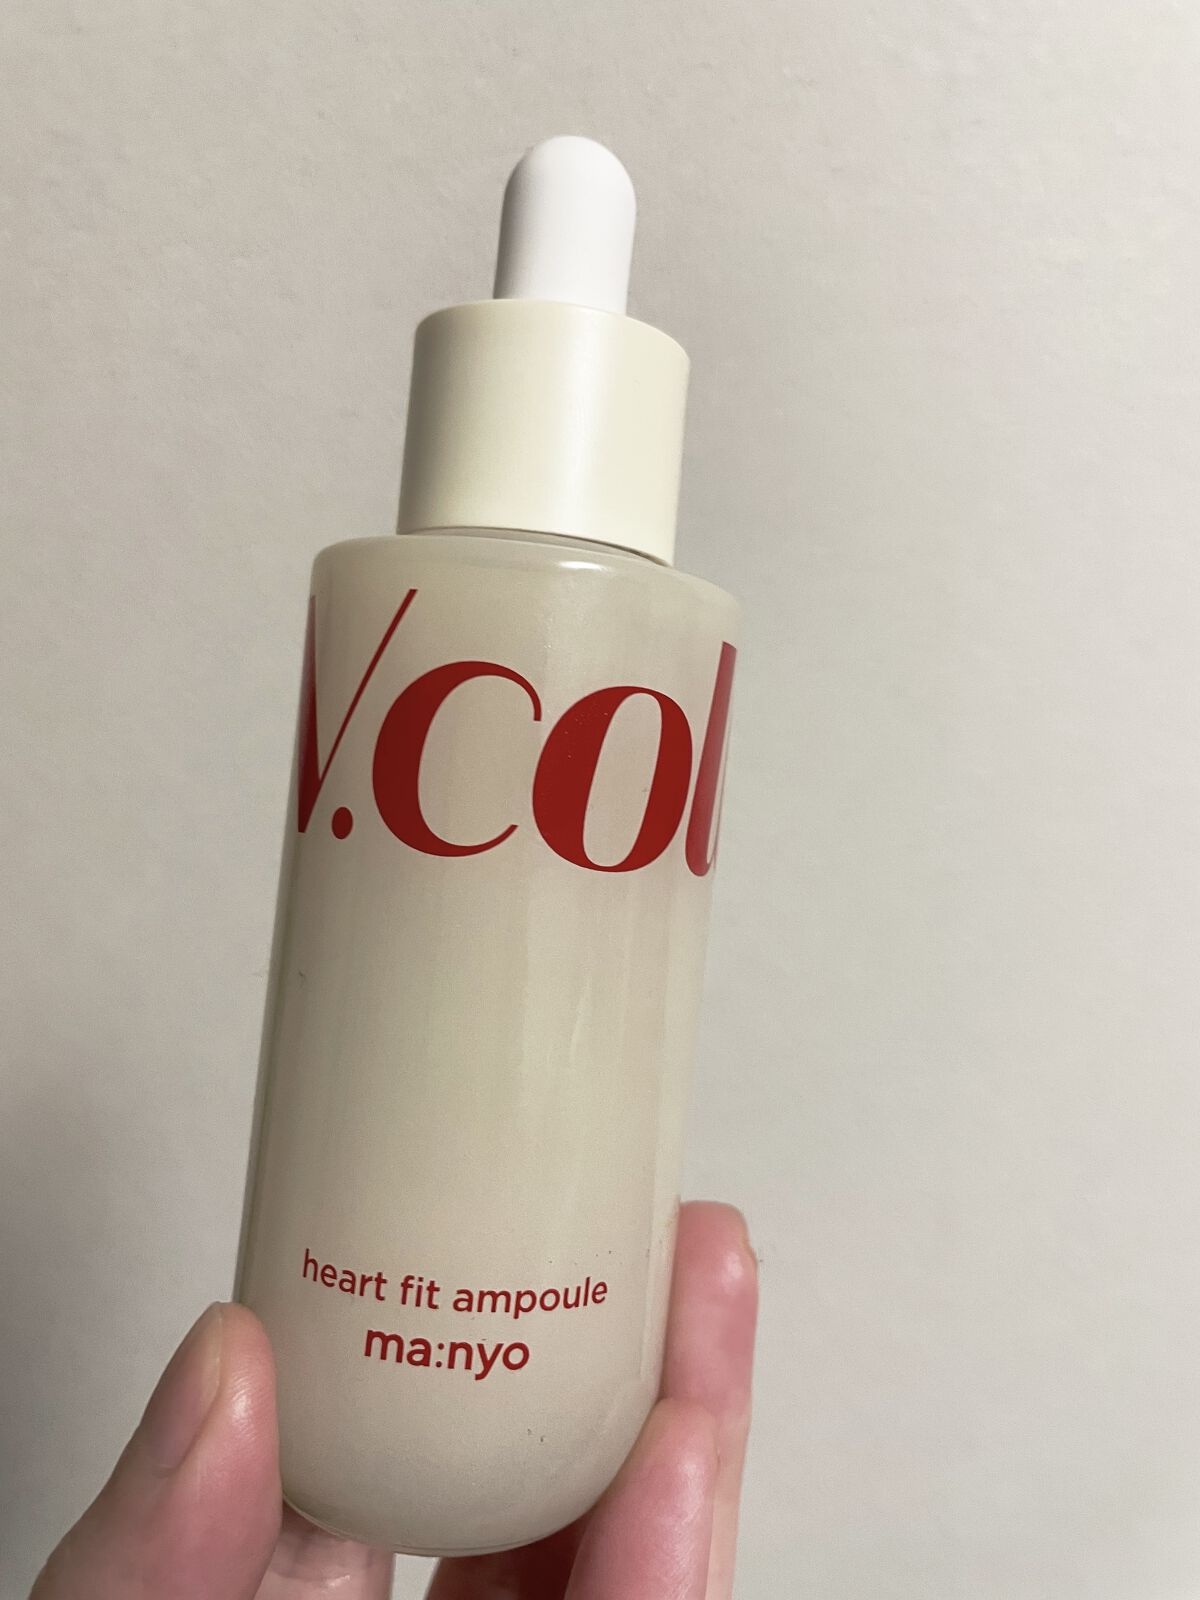 V.col
heart fit ampoule
ma:nyo